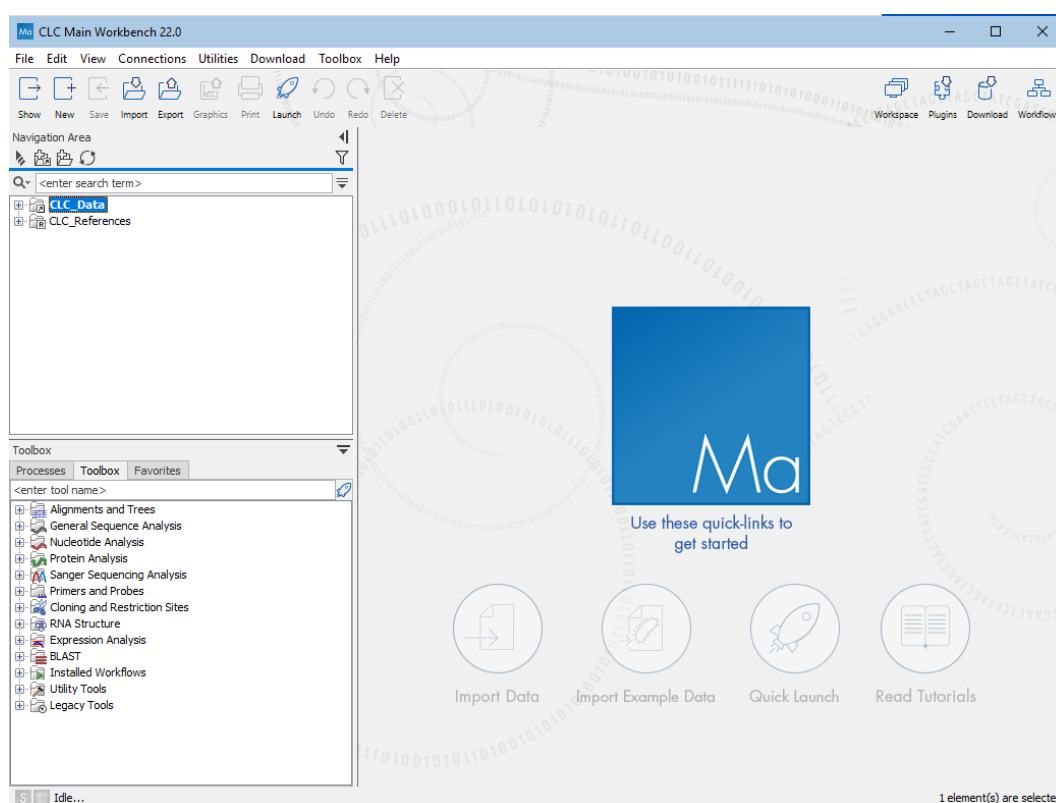 Ma CLC Main Workbench 22.0
File Edit View Connections Utilities Download Toolbox Help
Show New Save Import Export Graphics Print Launch Undo Redo Delete Workspace Plugins Download Workflow
Navigation Area
<enter search term>
CLC_Data
CLC_References
Ma
Use these quick-links to
get started
Toolbox
Processes Toolbox Favorites
<enter tool name>
Alignments and Trees
General Sequence Analysis
Nucleotide Analysis
Protein Analysis
Sanger Sequencing Analysis
Primers and Probes
Cloning and Restriction Sites
RNA Structure
Expression Analysis
BLAST
Installed Workflows
Utility Tools
Legacy Tools
Import Data Import Example Data Quick Launch Read Tutorials
Idle... 1 element(s) are selecte